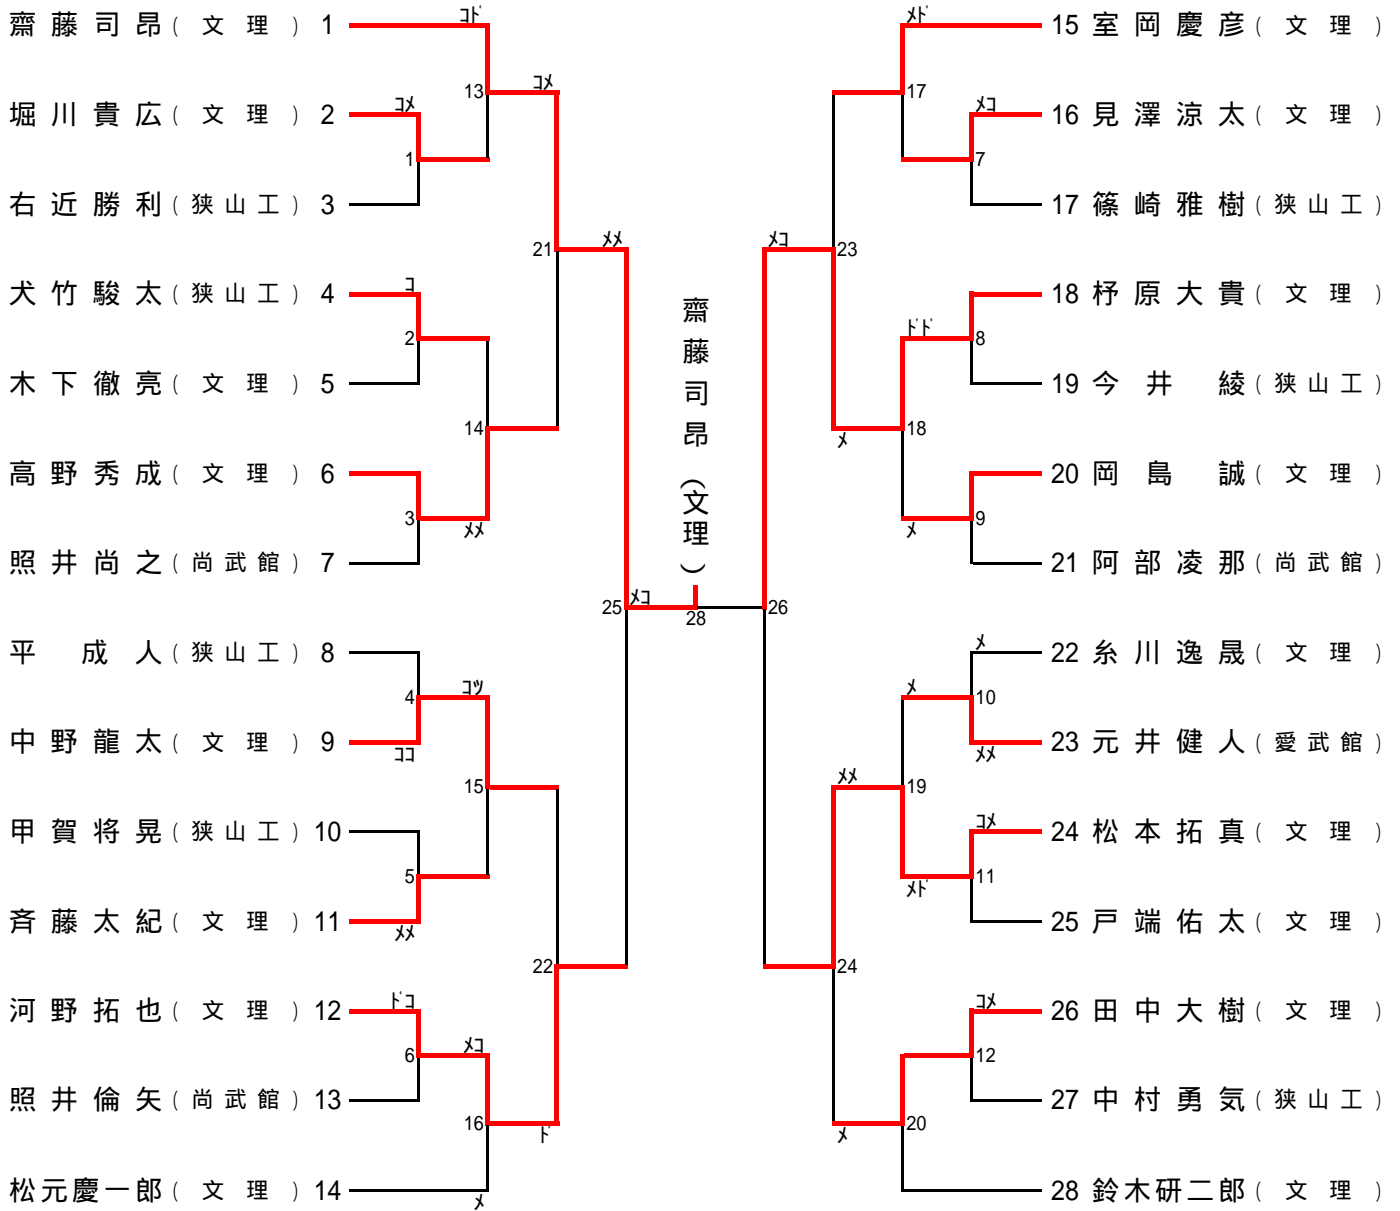 齋藤司昂(文理) 1
堀川貴広(文理) 2
右近勝利(狭山工) 3
犬竹駿太(狭山工) 4
木下徹亮(文理) 5
高野秀成(文理) 6
照井尚之(尚武館) 7
平成人(狭山工) 8
中野龍太(文理) 9
甲賀将晃(狭山工) 10
斉藤太紀(文理) 11
河野拓也(文理) 12
照井倫矢(尚武館) 13
松元慶一郎(文理) 14
コド
13
コメ
コメ
1
21
メメ
コ
2
14
3
メメ
25
メコ
4
コツ
ココ
15
5
メメ
22
ドコ
6
メコ
16
ド
メ
齋藤司昂(文理)
28
メド
17
メコ
7
メコ
23
ドド
8
18
メ
9
メ
26
メ
10
メ
メメ
メメ
19
コメ
11
メド
24
コメ
12
20
メ
15 室岡慶彦(文理)
16 見澤涼太(文理)
17 篠崎雅樹(狭山工)
18 杼原大貴(文理)
19 今井綾(狭山工)
20 岡島誠(文理)
21 阿部凌那(尚武館)
22 糸川逸晟(文理)
23 元井健人(愛武館)
24 松本拓真(文理)
25 戸端佑太(文理)
26 田中大樹(文理)
27 中村勇気(狭山工)
28 鈴木研二郎(文理)